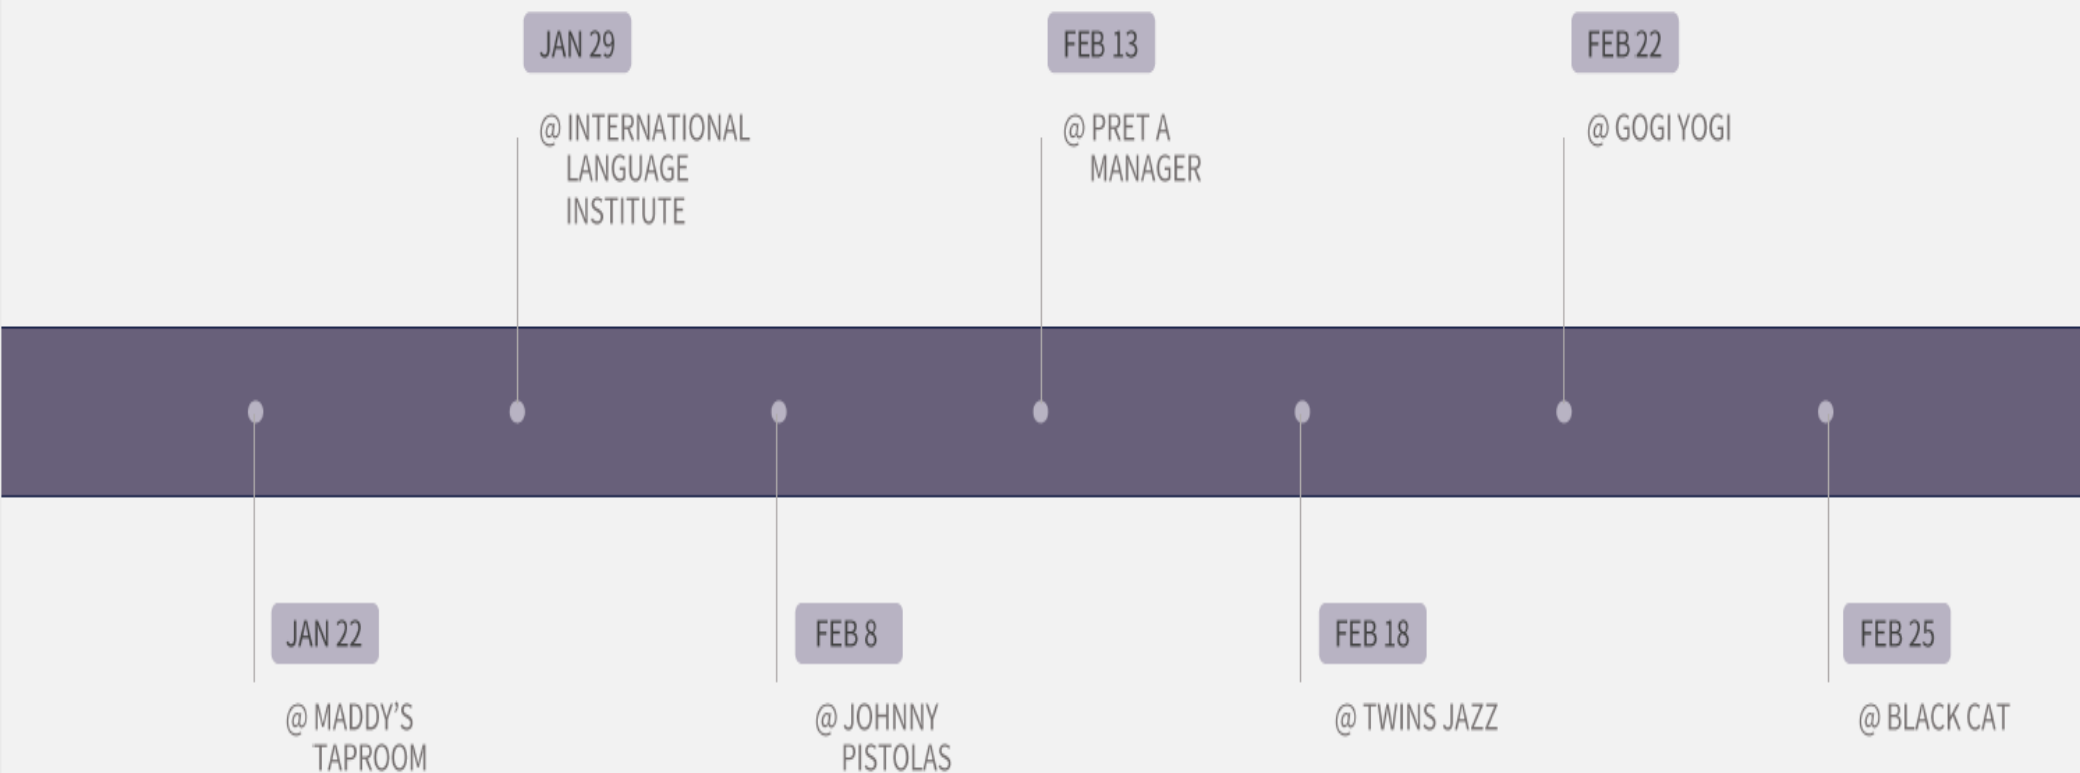 JAN 29
@ INTERNATIONAL
LANGUAGE
INSTITUTE
FEB 13
@ PRET A
MANAGER
FEB 22
@ GOGI YOGI
JAN 22
@ MADDY’S
TAPROOM
FEB 8
@ JOHNNY
PISTOLAS
FEB 18
@ TWINS JAZZ
FEB 25
@ BLACK CAT